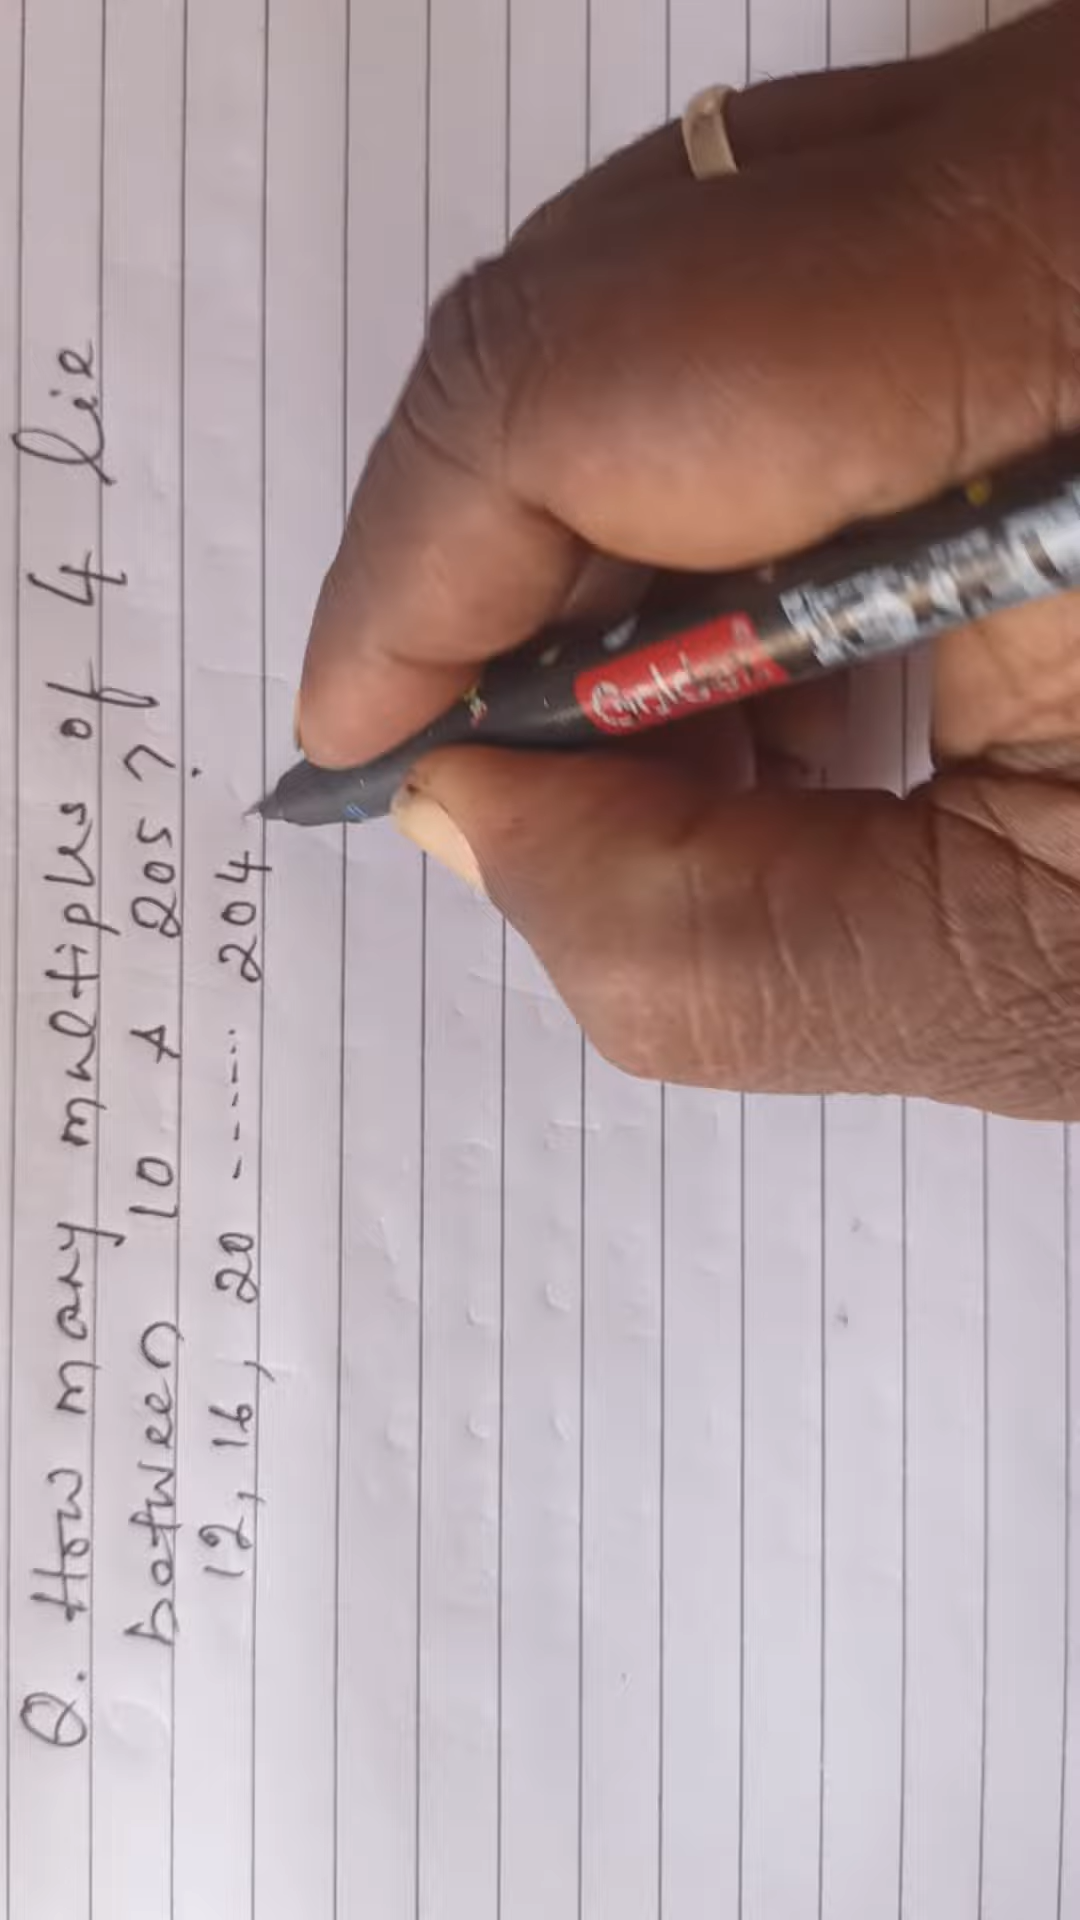 Q. How many multiples of 4 lie
between 10 & 205?
12, 16, 20 ------- 204